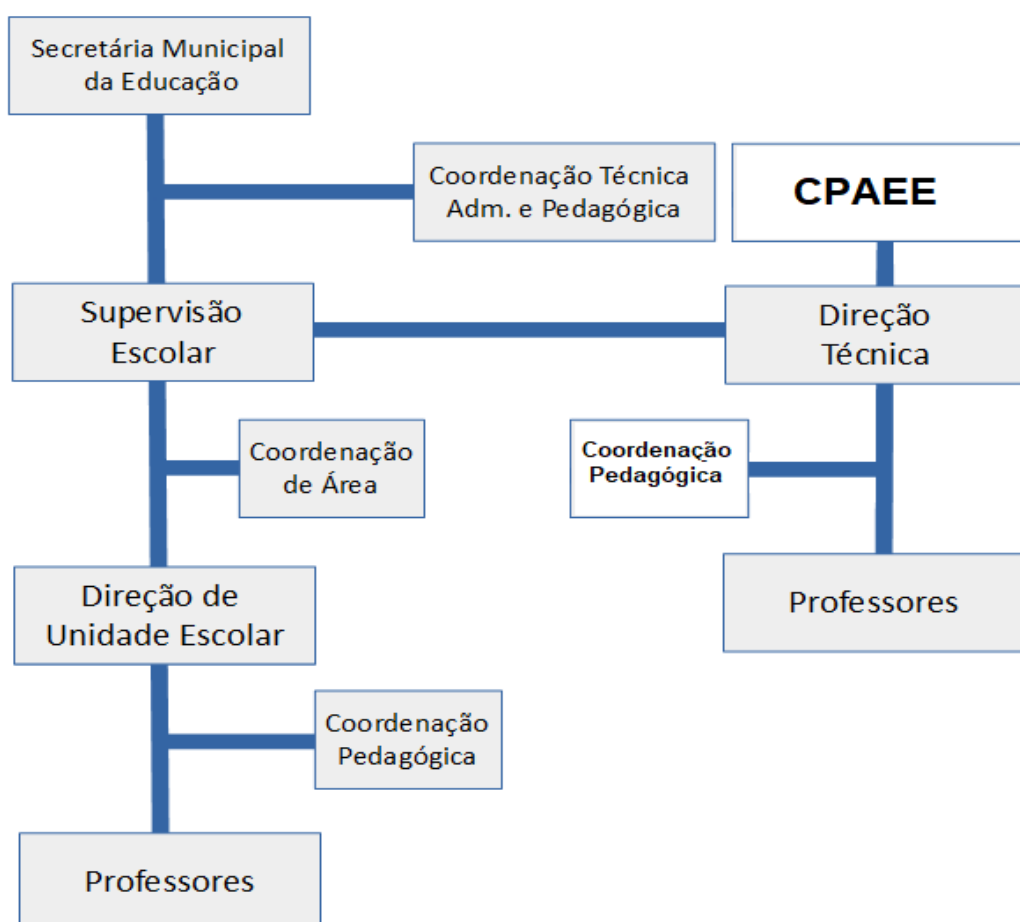 Secretária Municipal
da Educação
Coordenação Técnica
Adm. e Pedagógica
CPAEE
Supervisão
Escolar
Direção
Técnica
Coordenação
de Área
Coordenação
Pedagógica
Direção de
Unidade Escolar
Professores
Coordenação
Pedagógica
Professores